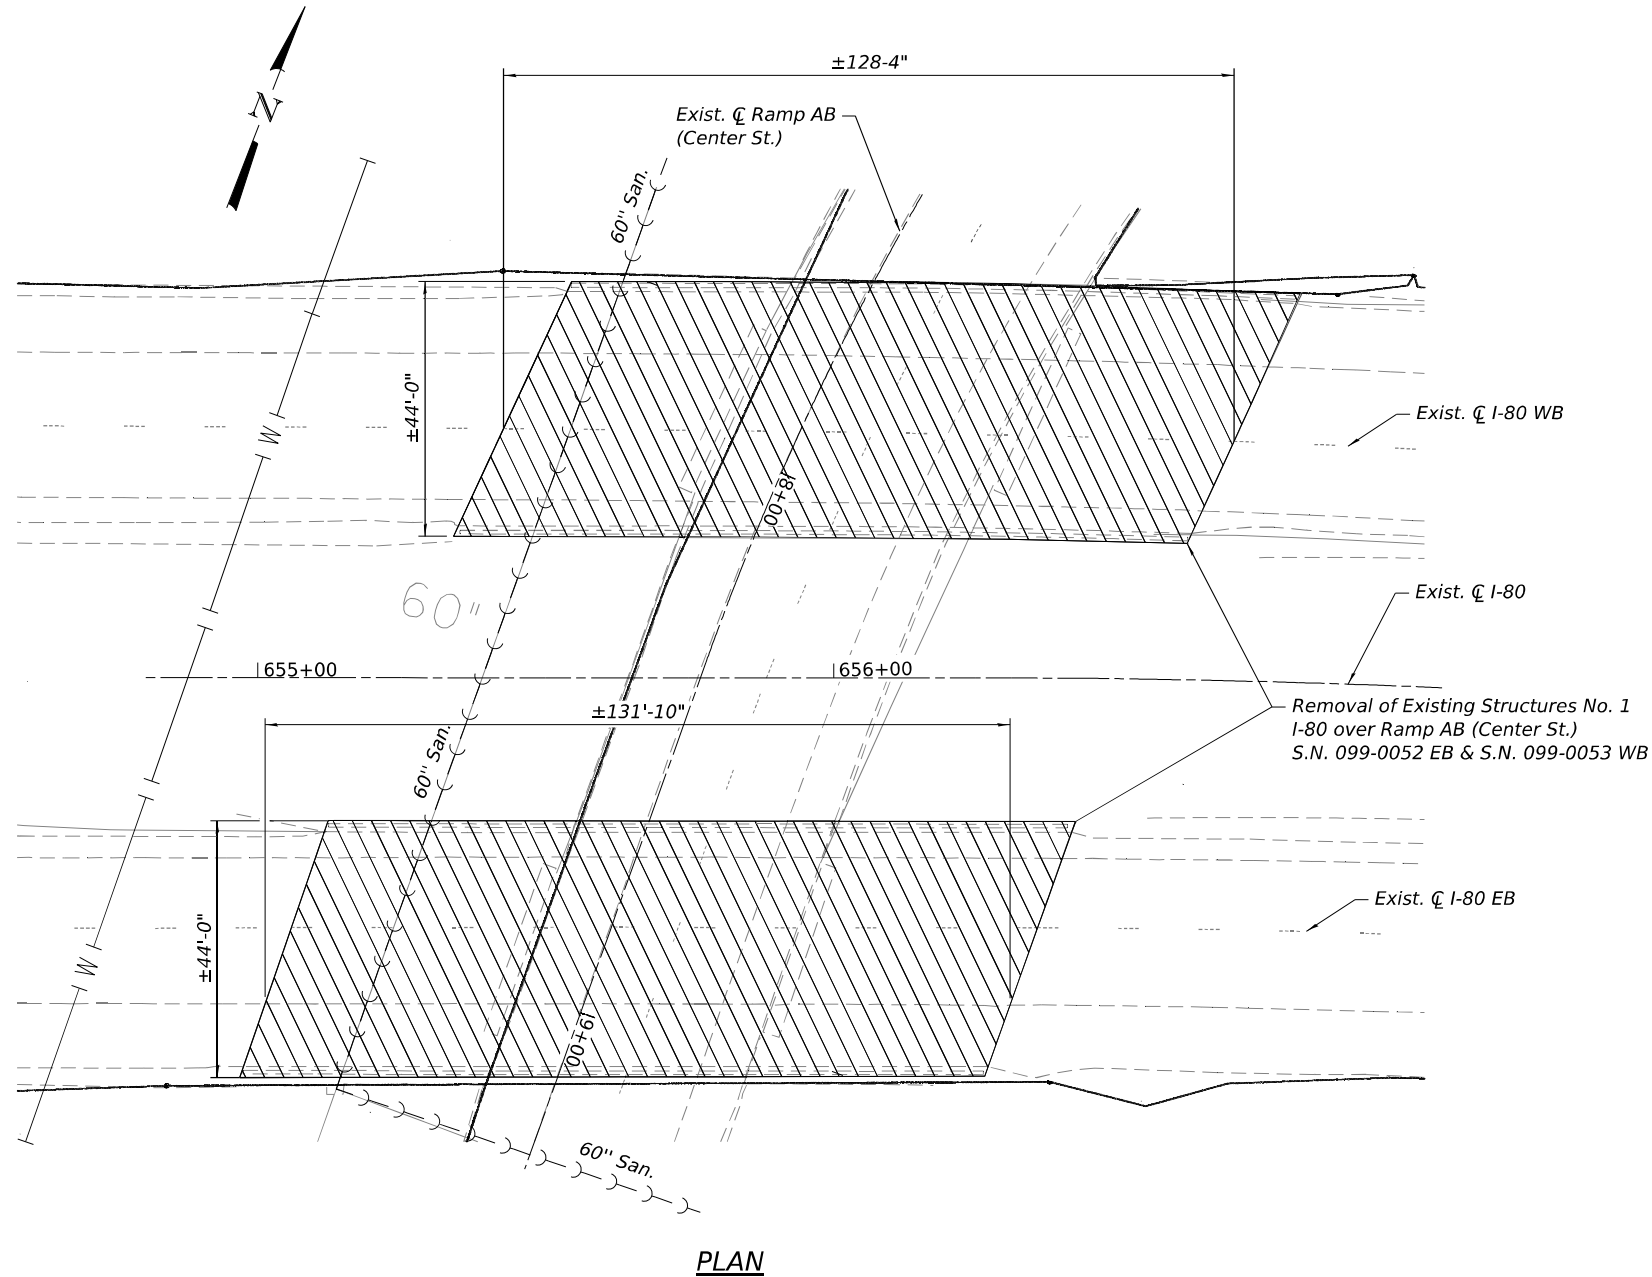 ±128-4"
Exist. ℄ Ramp AB
(Center St.)
N
60'' San.
±44'-0"
W
Exist. ℄ I-80 WB
18+00
60"
Exist. ℄ I-80
655+00
656+00
±131'-10"
Removal of Existing Structures No. 1
I-80 over Ramp AB (Center St.)
S.N. 099-0052 EB & S.N. 099-0053 WB
60'' San.
Exist. ℄ I-80 EB
±44'-0"
W
19+00
60'' San.
PLAN